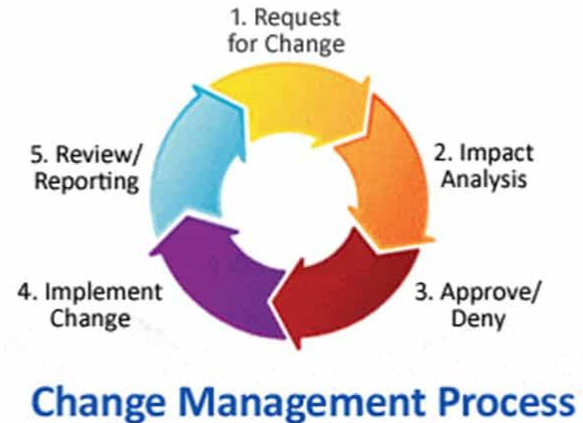 1. Request
for Change
2. Impact
Analysis
3. Approve/
Deny
4. Implement
Change
5. Review/
Reporting
Change Management Process